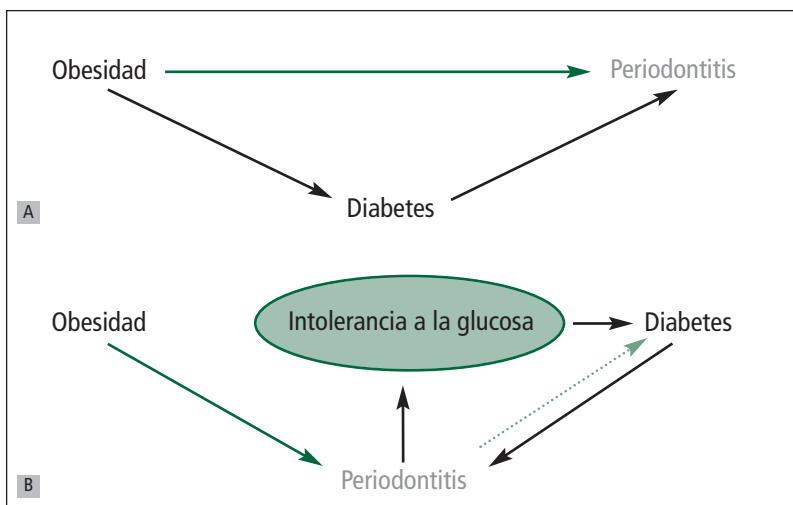 Obesidad
Periodontitis
Diabetes
A
Obesidad
Intolerancia a la glucosa
Diabetes
Periodontitis
B